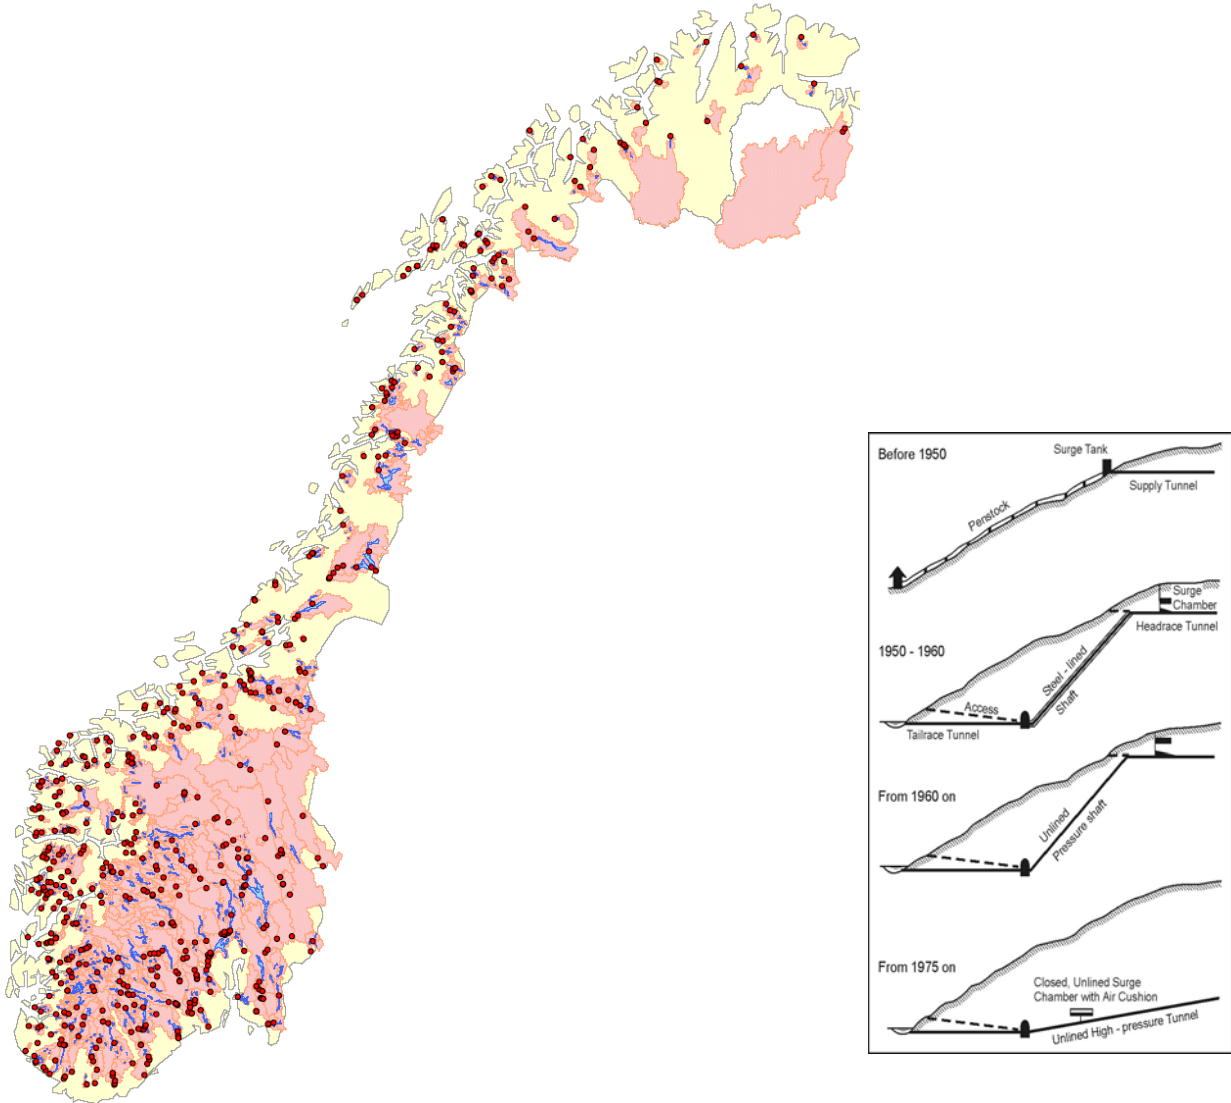 Before 1950
Surge Tank
Supply Tunnel
Penstock
Surge
Chamber
Headrace Tunnel
1950 - 1960
Steel - lined
Shaft
Access
Tailrace Tunnel
From 1960 on
Unlined
Pressure shaft
From 1975 on
Closed, Unlined Surge
Chamber with Air Cushion
Unlined High - pressure Tunnel